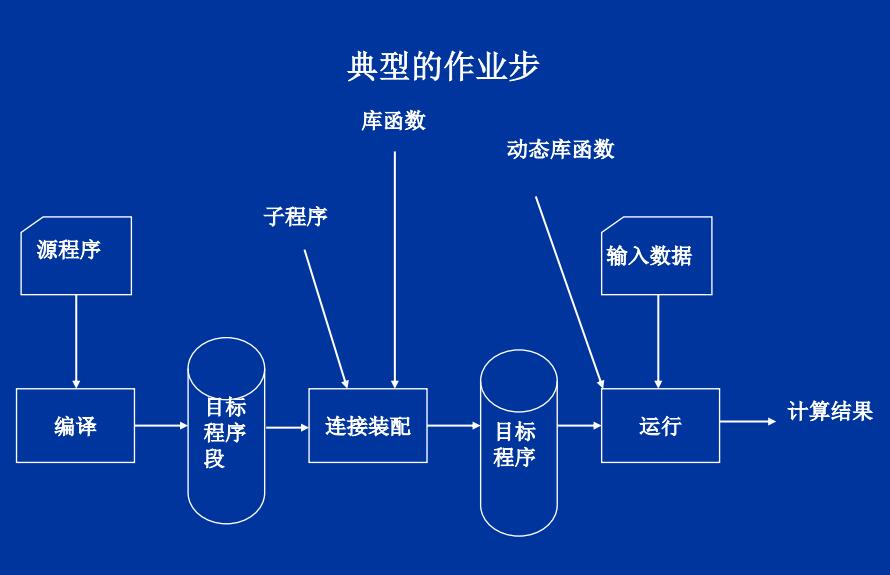 典型的作业步
库函数
动态库函数
子程序
源程序
输入数据
编译
目标
程序
段
连接装配
目标
程序
运行
计算结果